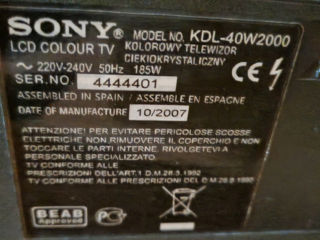 SONY MODEL NO. KDL-40W2000
LCD COLOUR TV KOLOROWY TELEWIZOR
CIEKŁOKRYSTALICZNY
~ 220V-240V 50Hz 185W
SER.NO. 4444401
ASSEMBLED IN SPAIN / ASSEMBLE EN ESPAGNE
DATE OF MANUFACTURE 10/2007
ATTENZIONE! PER EVITARE PERICOLOSE SCOSSE
ELETTRICHE NON RIMUOVERE IL COPERCHIO E NON
TOCCARE LE PARTI INTERNE. RIVOLGETEVI A
PERSONALE SPECIALIZZATO.
TV CONFORME ALLE
PRESCRIZIONI DELL'ART.1 D.M.28.8.1992
TV CONFORME ALLE PRESCRIZIONI DEL D.M.26.8.1992
BEAB
Approved
CE